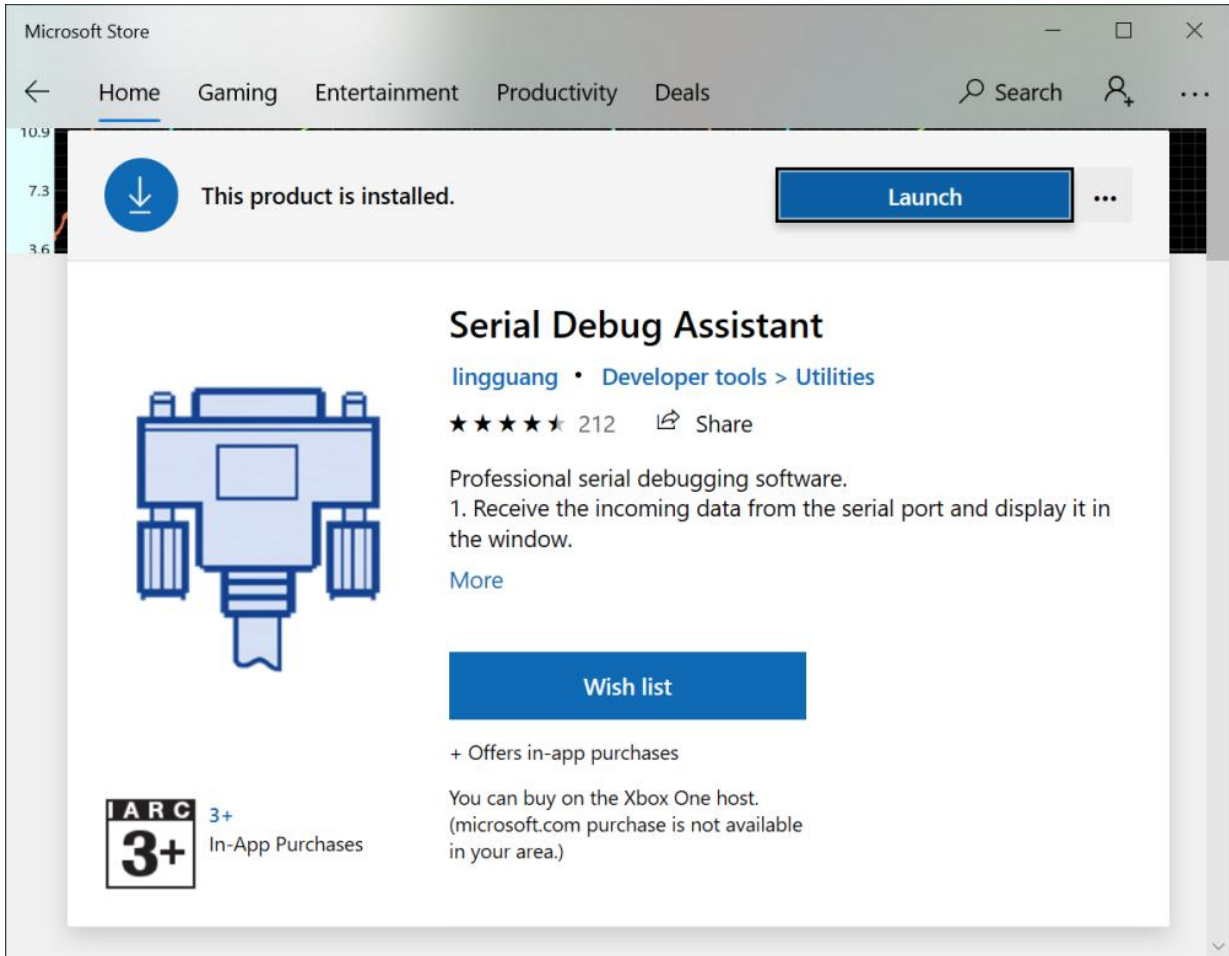 Microsoft Store
Home Gaming Entertainment Productivity Deals Search
10.9
7.3
3.6
This product is installed. Launch
Serial Debug Assistant
lingguang • Developer tools > Utilities
212 Share
Professional serial debugging software.
1. Receive the incoming data from the serial port and display it in
the window.
More
Wish list
+ Offers in-app purchases
You can buy on the Xbox One host.
(microsoft.com purchase is not available
in your area.)
IARC
3+
3+
In-App Purchases